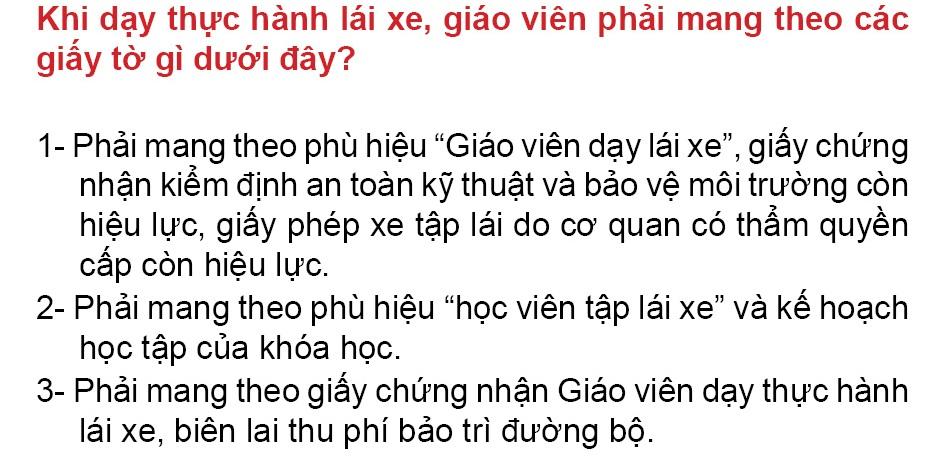 Khi dạy thực hành lái xe, giáo viên phải mang theo các
giấy tờ gì dưới đây?
1- Phải mang theo phù hiệu “Giáo viên dạy lái xe”, giấy chứng
nhận kiểm định an toàn kỹ thuật và bảo vệ môi trường còn
hiệu lực, giấy phép xe tập lái do cơ quan có thẩm quyền
cấp còn hiệu lực.
2- Phải mang theo phù hiệu “học viên tập lái xe” và kế hoạch
học tập của khóa học.
3- Phải mang theo giấy chứng nhận Giáo viên dạy thực hành
lái xe, biên lai thu phí bảo trì đường bộ.